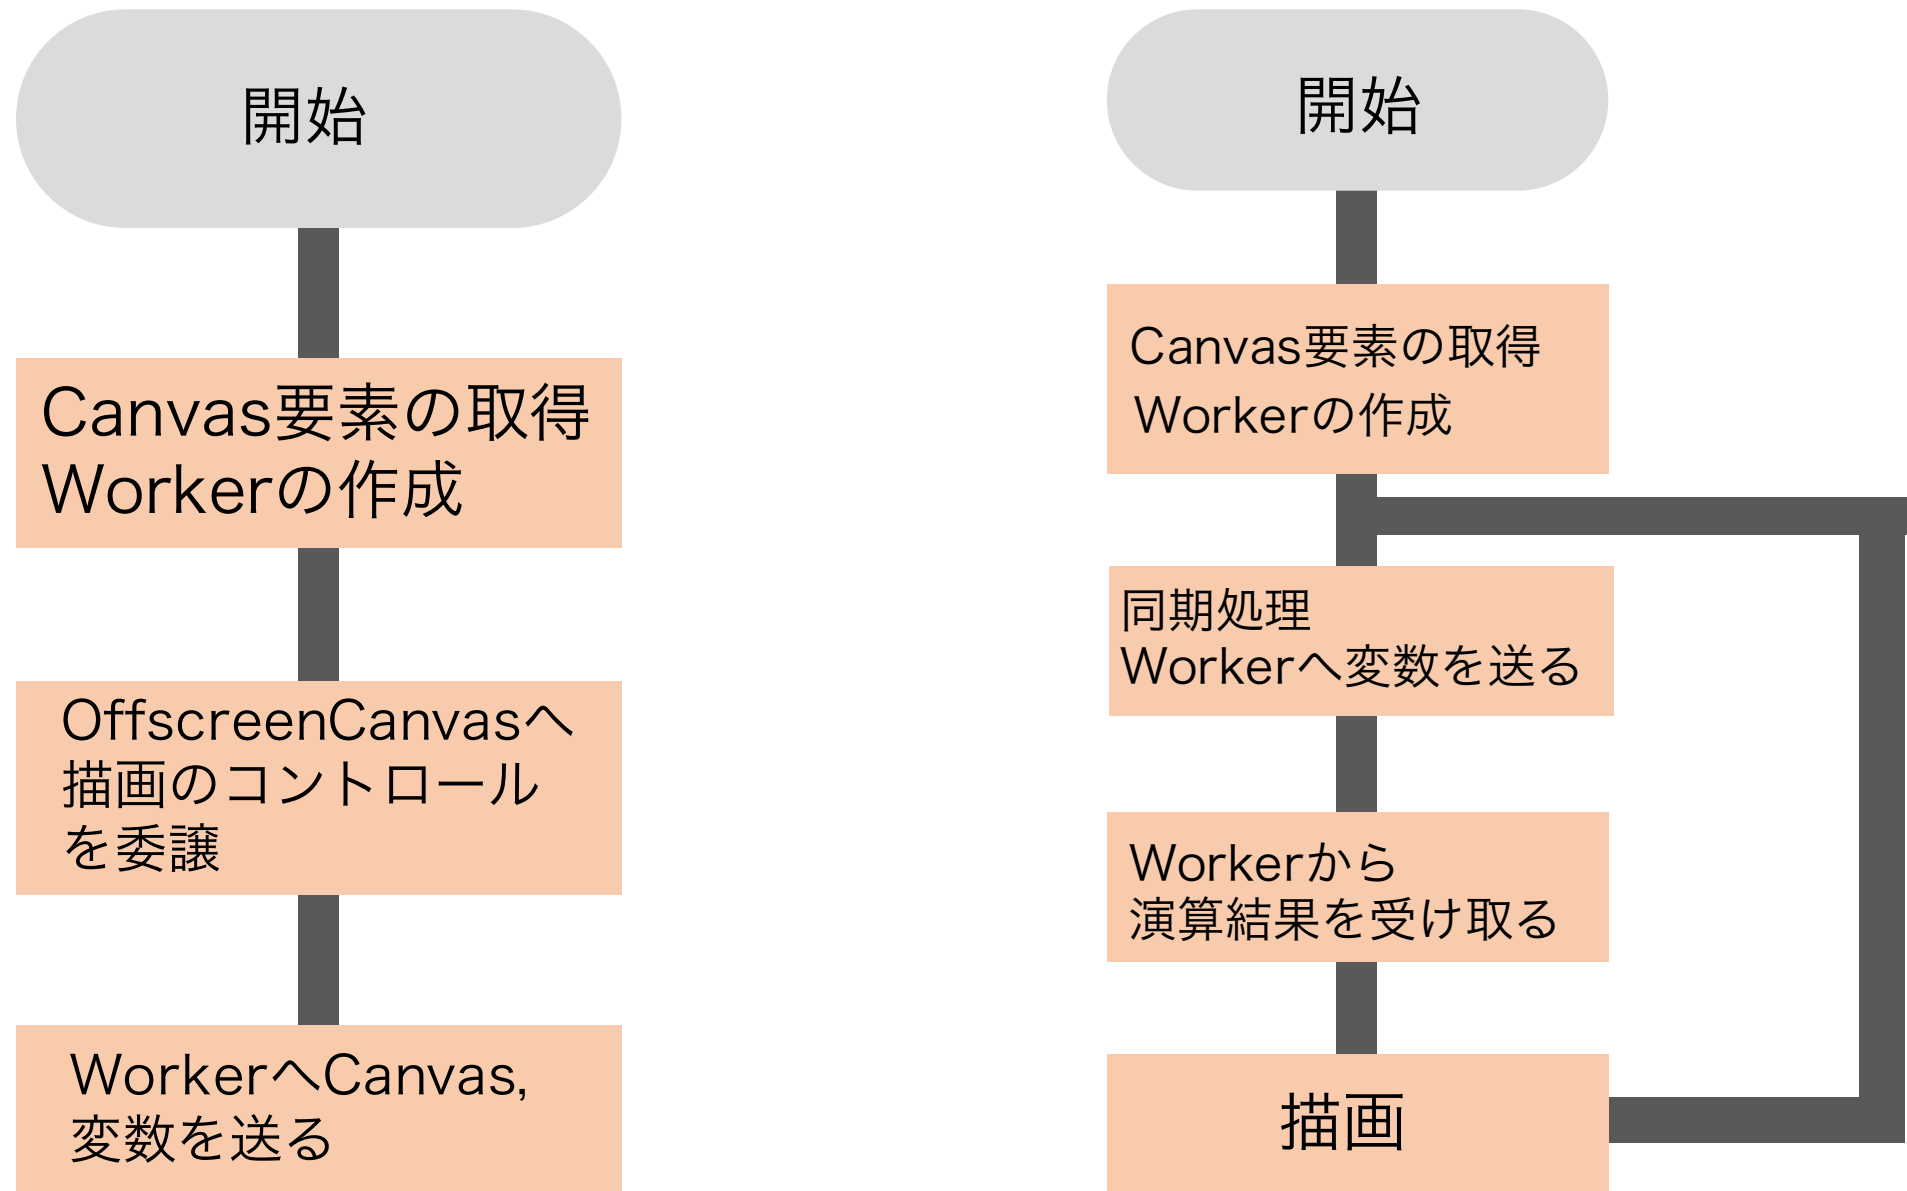 開始
Canvas要素の取得
Workerの作成
OffscreenCanvasへ
描画のコントロール
を委譲
WorkerへCanvas,
変数を送る
開始
Canvas要素の取得
Workerの作成
同期処理
Workerへ変数を送る
Workerから
演算結果を受け取る
描画